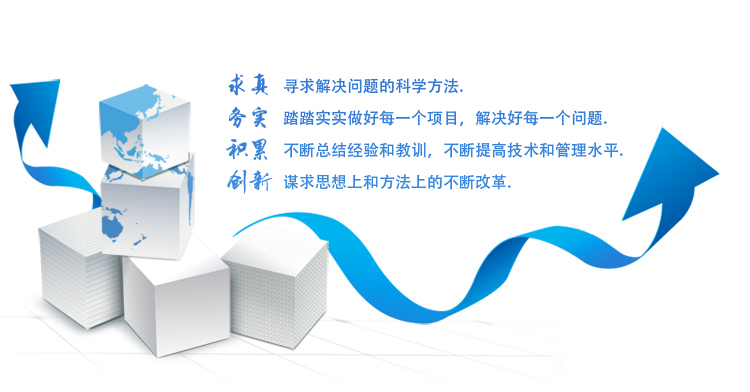 求真 寻求解决问题的科学方法.
务实 踏踏实实做好每一个项目，解决好每一个问题.
积累 不断总结经验和教训，不断提高技术和管理水平.
创新 谋求思想上和方法上的不断改革.